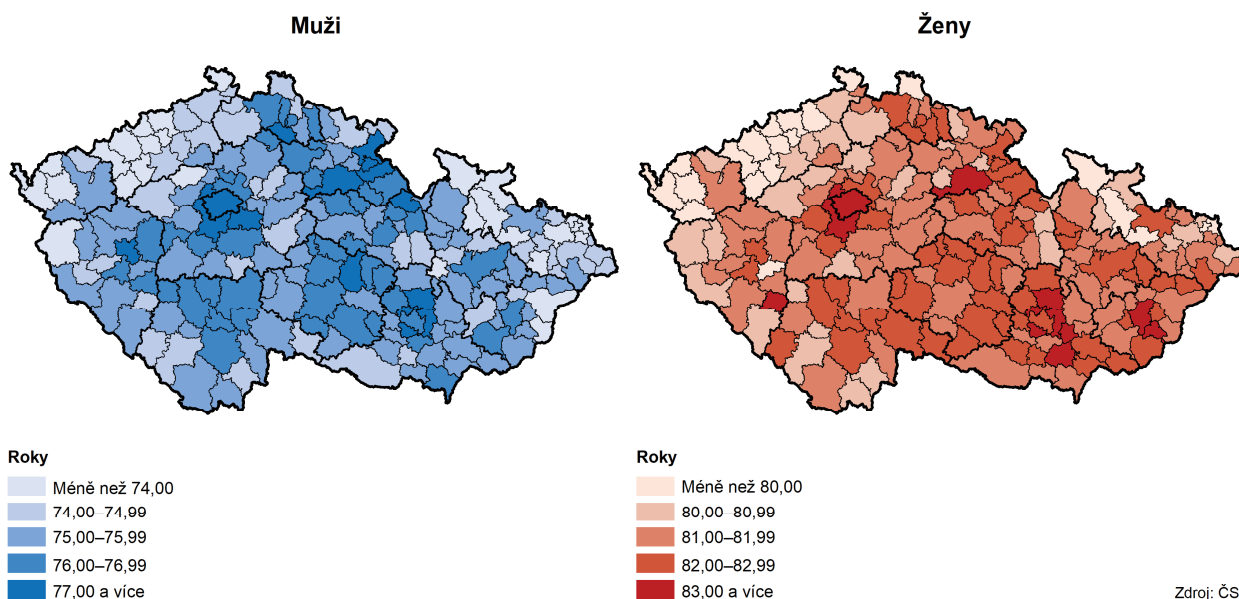 Muži
Ženy
Roky
Méně než 74,00
74,00–74,99
75,00–75,99
76,00–76,99
77,00 a více
Roky
Méně než 80,00
80,00–80,99
81,00–81,99
82,00–82,99
83,00 a více
Zdroj: ČS